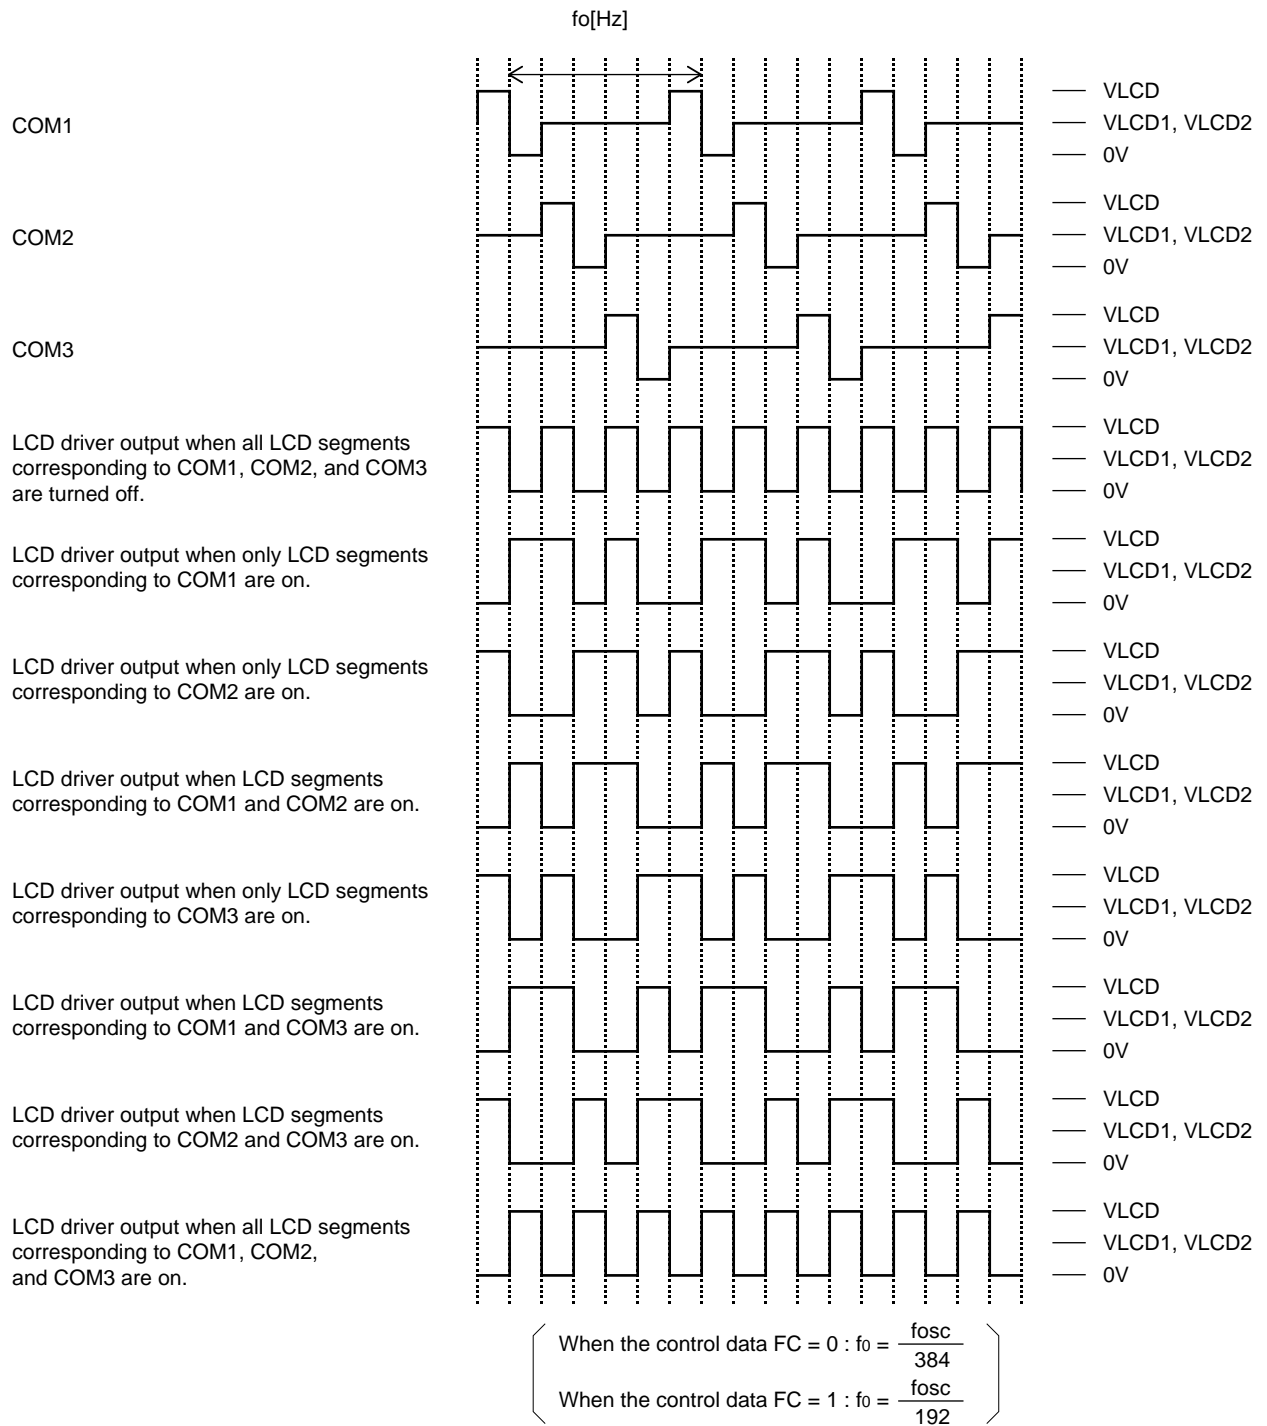 fo[Hz]
COM1
VLCD
VLCD1, VLCD2
0V
COM2
VLCD
VLCD1, VLCD2
0V
COM3
VLCD
VLCD1, VLCD2
0V
LCD driver output when all LCD segments
corresponding to COM1, COM2, and COM3
are turned off.
VLCD
VLCD1, VLCD2
0V
LCD driver output when only LCD segments
corresponding to COM1 are on.
VLCD
VLCD1, VLCD2
0V
LCD driver output when only LCD segments
corresponding to COM2 are on.
VLCD
VLCD1, VLCD2
0V
LCD driver output when LCD segments
corresponding to COM1 and COM2 are on.
VLCD
VLCD1, VLCD2
0V
LCD driver output when only LCD segments
corresponding to COM3 are on.
VLCD
VLCD1, VLCD2
0V
LCD driver output when LCD segments
corresponding to COM1 and COM3 are on.
VLCD
VLCD1, VLCD2
0V
LCD driver output when LCD segments
corresponding to COM2 and COM3 are on.
VLCD
VLCD1, VLCD2
0V
LCD driver output when all LCD segments
corresponding to COM1, COM2,
and COM3 are on.
VLCD
VLCD1, VLCD2
0V
When the control data FC = 0 : f0 = fosc
384
When the control data FC = 1 : f0 = fosc
192